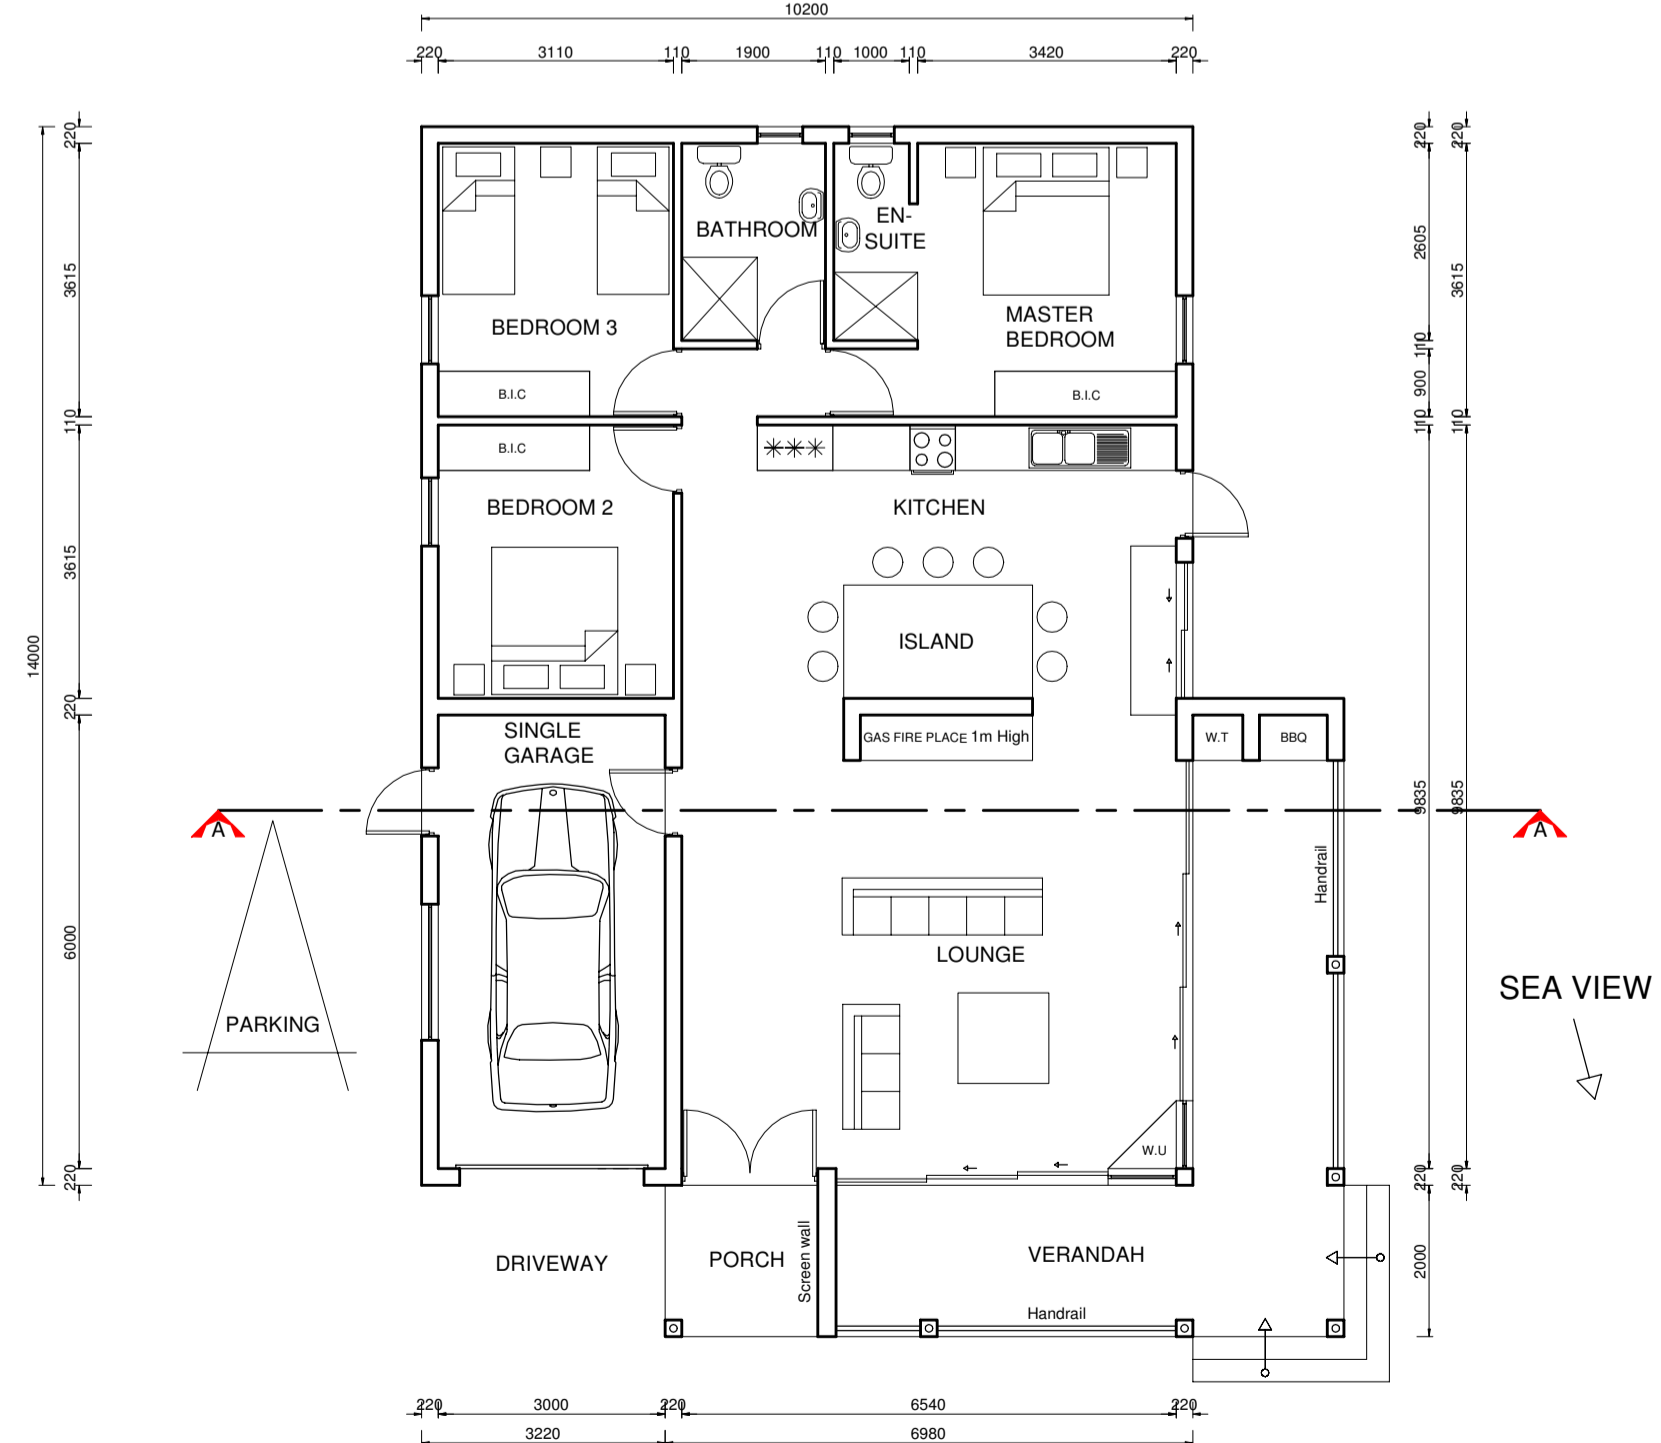 10200
220 3110 110 1900 110 1000 110 3420 220
220
3615
110
3615
220
6000
220
14000
220
2605
110
900
110
9835
220
2000
220
3615
110
9835
220
BATHROOM
EN-
SUITE
BEDROOM 3
MASTER
BEDROOM
B.I.C
B.I.C
B.I.C
BEDROOM 2
KITCHEN
ISLAND
SINGLE
GARAGE
GAS FIRE PLACE 1m High
W.T
BBQ
A
A
Handrail
LOUNGE
SEA VIEW
PARKING
W.U
DRIVEWAY
PORCH
Screen wall
VERANDAH
Handrail
220 3000 220 6540 220
3220 6980